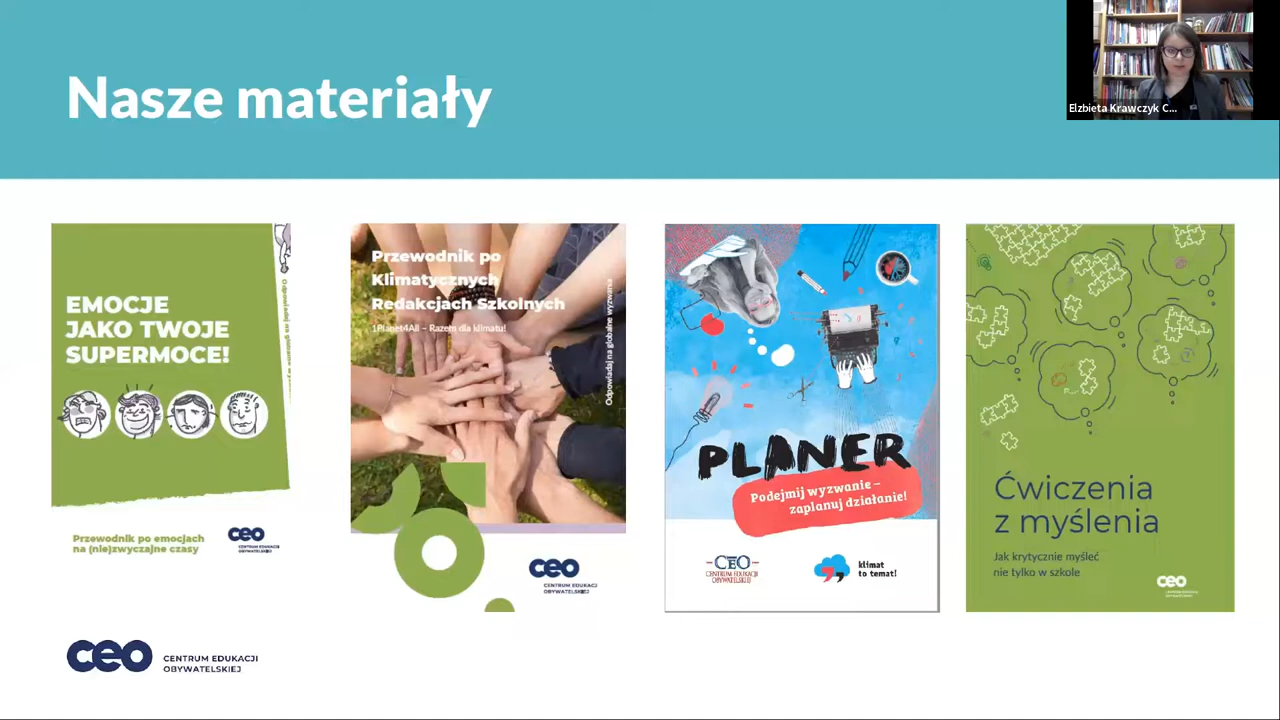 Nasze materiały
Elzbieta Krawczyk C...
EMOCJE
JAKO TWOJE
SUPERMOCE!
Przewodnik po emocjach
na (nie)zwyczajne czasy
ceo
CENTRUM EDUKACJI
OBYWATELSKIEJ
Przewodnik po
Klimatycznych
Redakcjach Szkolnych
1Planet4All – Razem dla klimatu!
Odpowiadaj na globalne wyzwania
ceo
CENTRUM EDUKACJI
OBYWATELSKIEJ
PLANER
Podejmij wyzwanie –
zaplanuj działanie!
CEO
CENTRUM EDUKACJI
OBYWATELSKIEJ
klimat
to temat!
Ćwiczenia
z myślenia
Jak krytycznie myśleć
nie tylko w szkole
ceo
ceo
CENTRUM EDUKACJI
OBYWATELSKIEJ